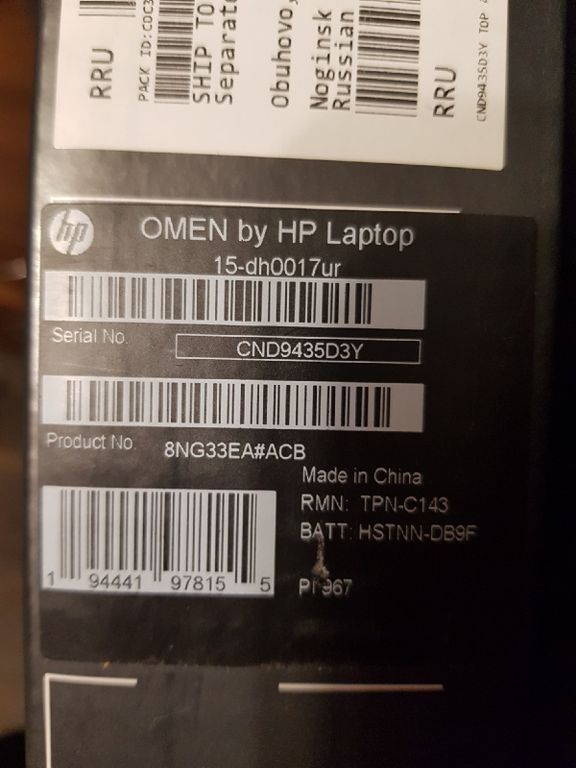 RRU
PACK ID:CDC3
SHIP TO
Separat
Obuhovo,
Noginsk
Russian
RRU
CND9435D3Y TOP
hp
OMEN by HP Laptop
15-dh0017ur
Serial No.
CND9435D3Y
Product No.
8NG33EA#ACB
Made in China
RMN: TPN-C143
BATT: HSTNN-DB9F
1 94441 97815 5
967